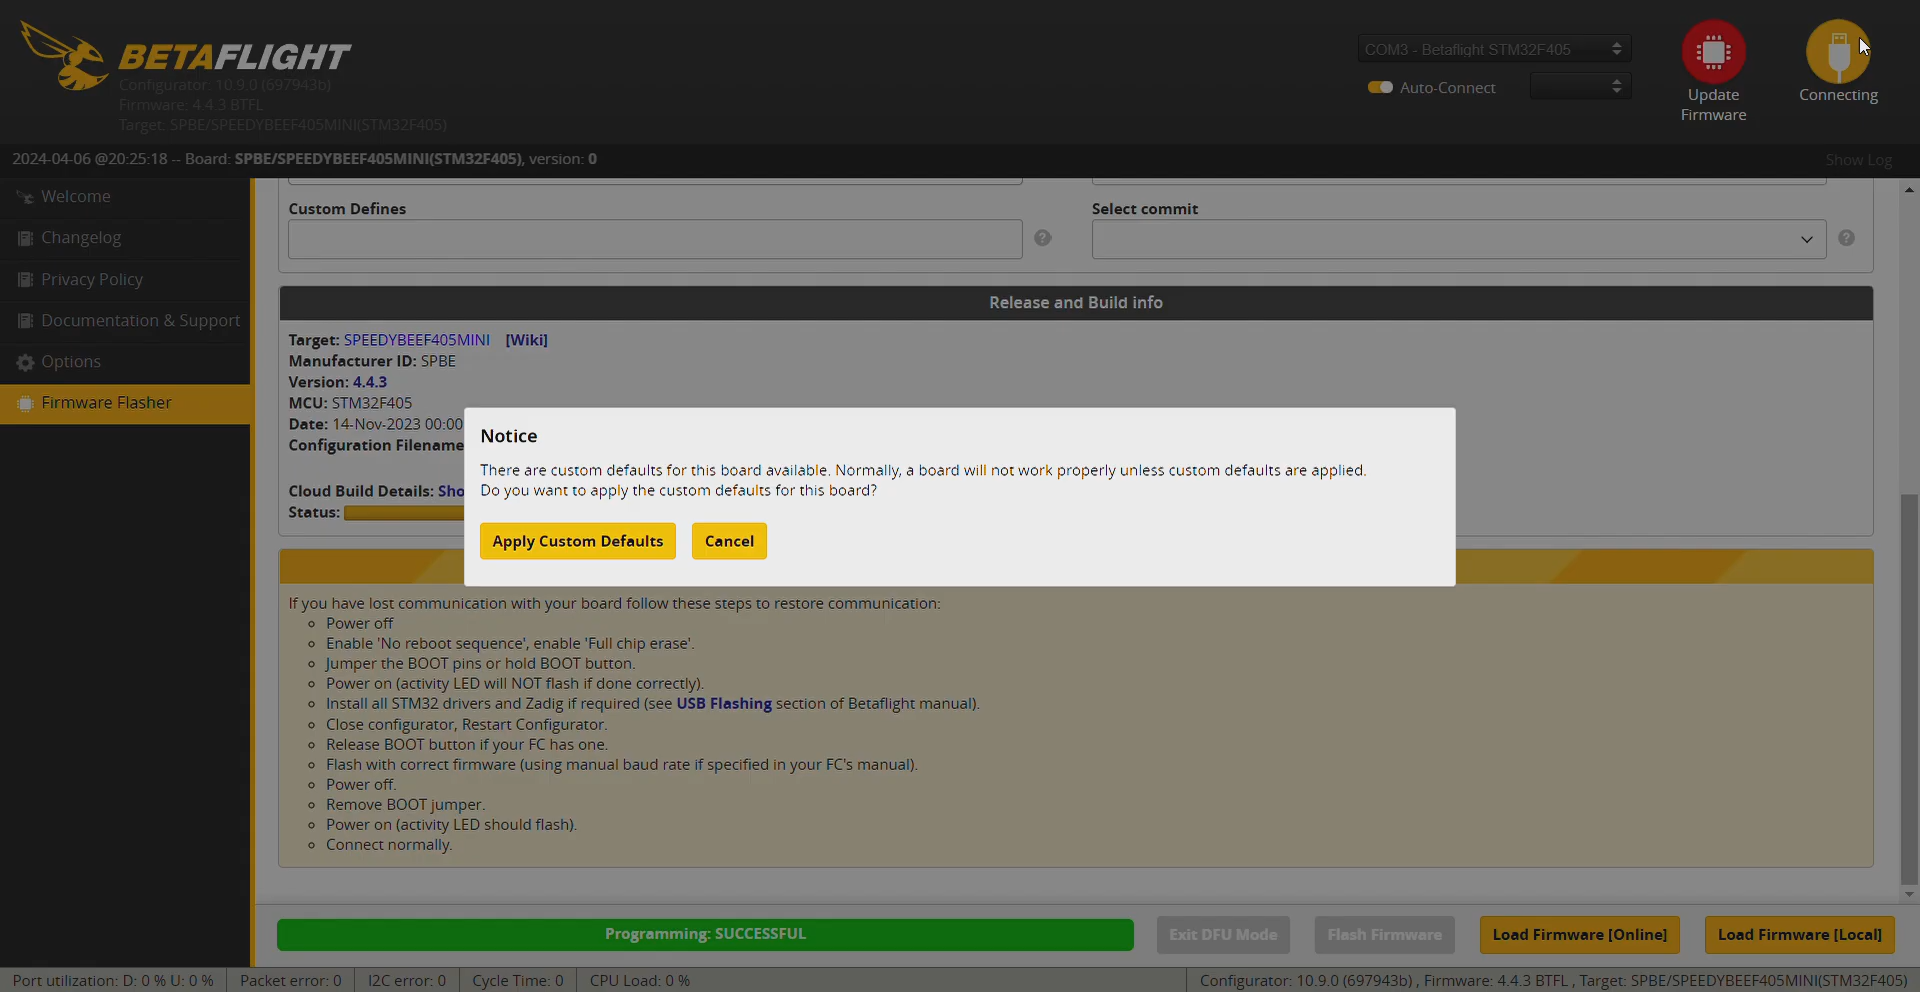 BETAFLIGHT
Configurator: 10.9.0 (697943b)
Firmware: 4.4.3 BTFL
Target: SPBE/SPEEDYBEEF405MINI(STM32F405)
COM3 - Betaflight STM32F405
Auto-Connect
Update
Firmware
Connecting
2024-04-06 @20:25:18 -- Board: SPBE/SPEEDYBEEF405MINI(STM32F405), version: 0
Show Log
Welcome
Changelog
Privacy Policy
Documentation & Support
Options
Firmware Flasher
Custom Defines
Select commit
Release and Build info
Target: SPEEDYBEEF405MINI [Wiki]
Manufacturer ID: SPBE
Version: 4.4.3
MCU: STM32F405
Date: 14-Nov-2023 00:00
Configuration Filename
Cloud Build Details: Sho
Status:
Notice
There are custom defaults for this board available. Normally, a board will not work properly unless custom defaults are applied.
Do you want to apply the custom defaults for this board?
Apply Custom Defaults
Cancel
If you have lost communication with your board follow these steps to restore communication:
Power off
Enable 'No reboot sequence', enable 'Full chip erase'.
Jumper the BOOT pins or hold BOOT button.
Power on (activity LED will NOT flash if done correctly).
Install all STM32 drivers and Zadig if required (see USB Flashing section of Betaflight manual).
Close configurator, Restart Configurator.
Release BOOT button if your FC has one.
Flash with correct firmware (using manual baud rate if specified in your FC's manual).
Power off.
Remove BOOT jumper.
Power on (activity LED should flash).
Connect normally.
Programming: SUCCESSFUL
Exit DFU Mode
Flash Firmware
Load Firmware [Online]
Load Firmware [Local]
Port utilization: D: 0 % U: 0 %
Packet error: 0
I2C error: 0
Cycle Time: 0
CPU Load: 0 %
Configurator: 10.9.0 (697943b) , Firmware: 4.4.3 BTFL , Target: SPBE/SPEEDYBEEF405MINI(STM32F405)